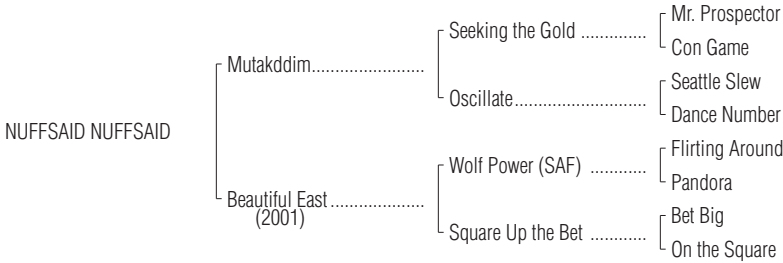 Mr. Prospector
Seeking the Gold ..............
Con Game
Mutakddim........................
Seattle Slew
Oscillate............................
Dance Number
NUFFSAID NUFFSAID
Flirting Around
Wolf Power (SAF) ............
Pandora
Beautiful East....................
(2001)
Bet Big
Square Up the Bet ............
On the Square